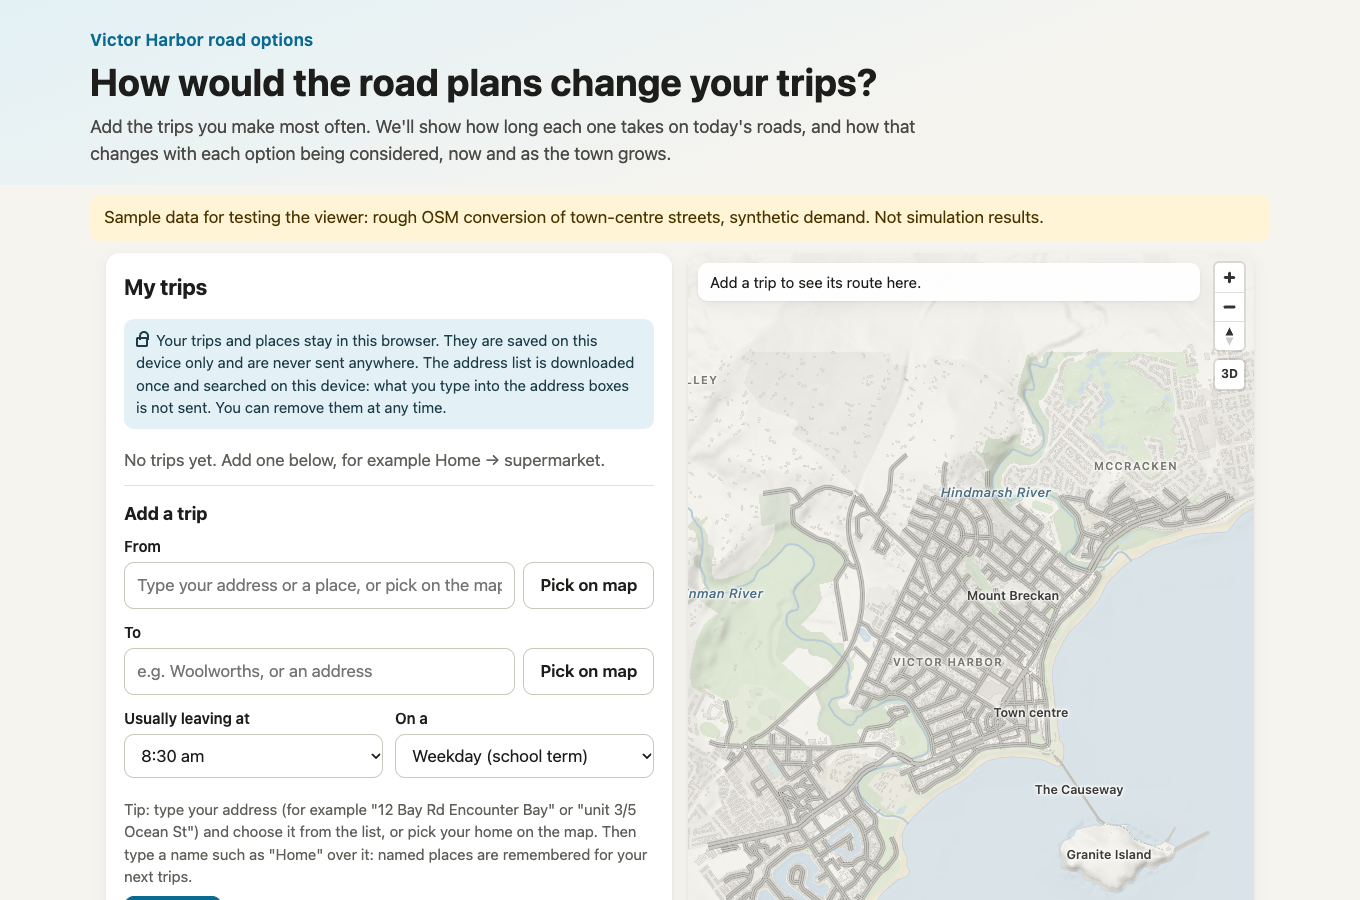 Victor Harbor road options
How would the road plans change your trips?
Add the trips you make most often. We'll show how long each one takes on today's roads, and how that
changes with each option being considered, now and as the town grows.
Sample data for testing the viewer: rough OSM conversion of town-centre streets, synthetic demand. Not simulation results.
My trips
Your trips and places stay in this browser. They are saved on this
device only and are never sent anywhere. The address list is downloaded
once and searched on this device: what you type into the address boxes
is not sent. You can remove them at any time.
No trips yet. Add one below, for example Home → supermarket.
Add a trip
From
Type your address or a place, or pick on the map
Pick on map
To
e.g. Woolworths, or an address
Pick on map
Usually leaving at
On a
8:30 am
Weekday (school term)
Tip: type your address (for example "12 Bay Rd Encounter Bay" or "unit 3/5
Ocean St") and choose it from the list, or pick your home on the map. Then
type a name such as "Home" over it: named places are remembered for your
next trips.
Add a trip to see its route here.
3D
LLEY
MCCRACKEN
Hindmarsh River
nman River
Mount Breckan
VICTOR HARBOR
Town centre
The Causeway
Granite Island